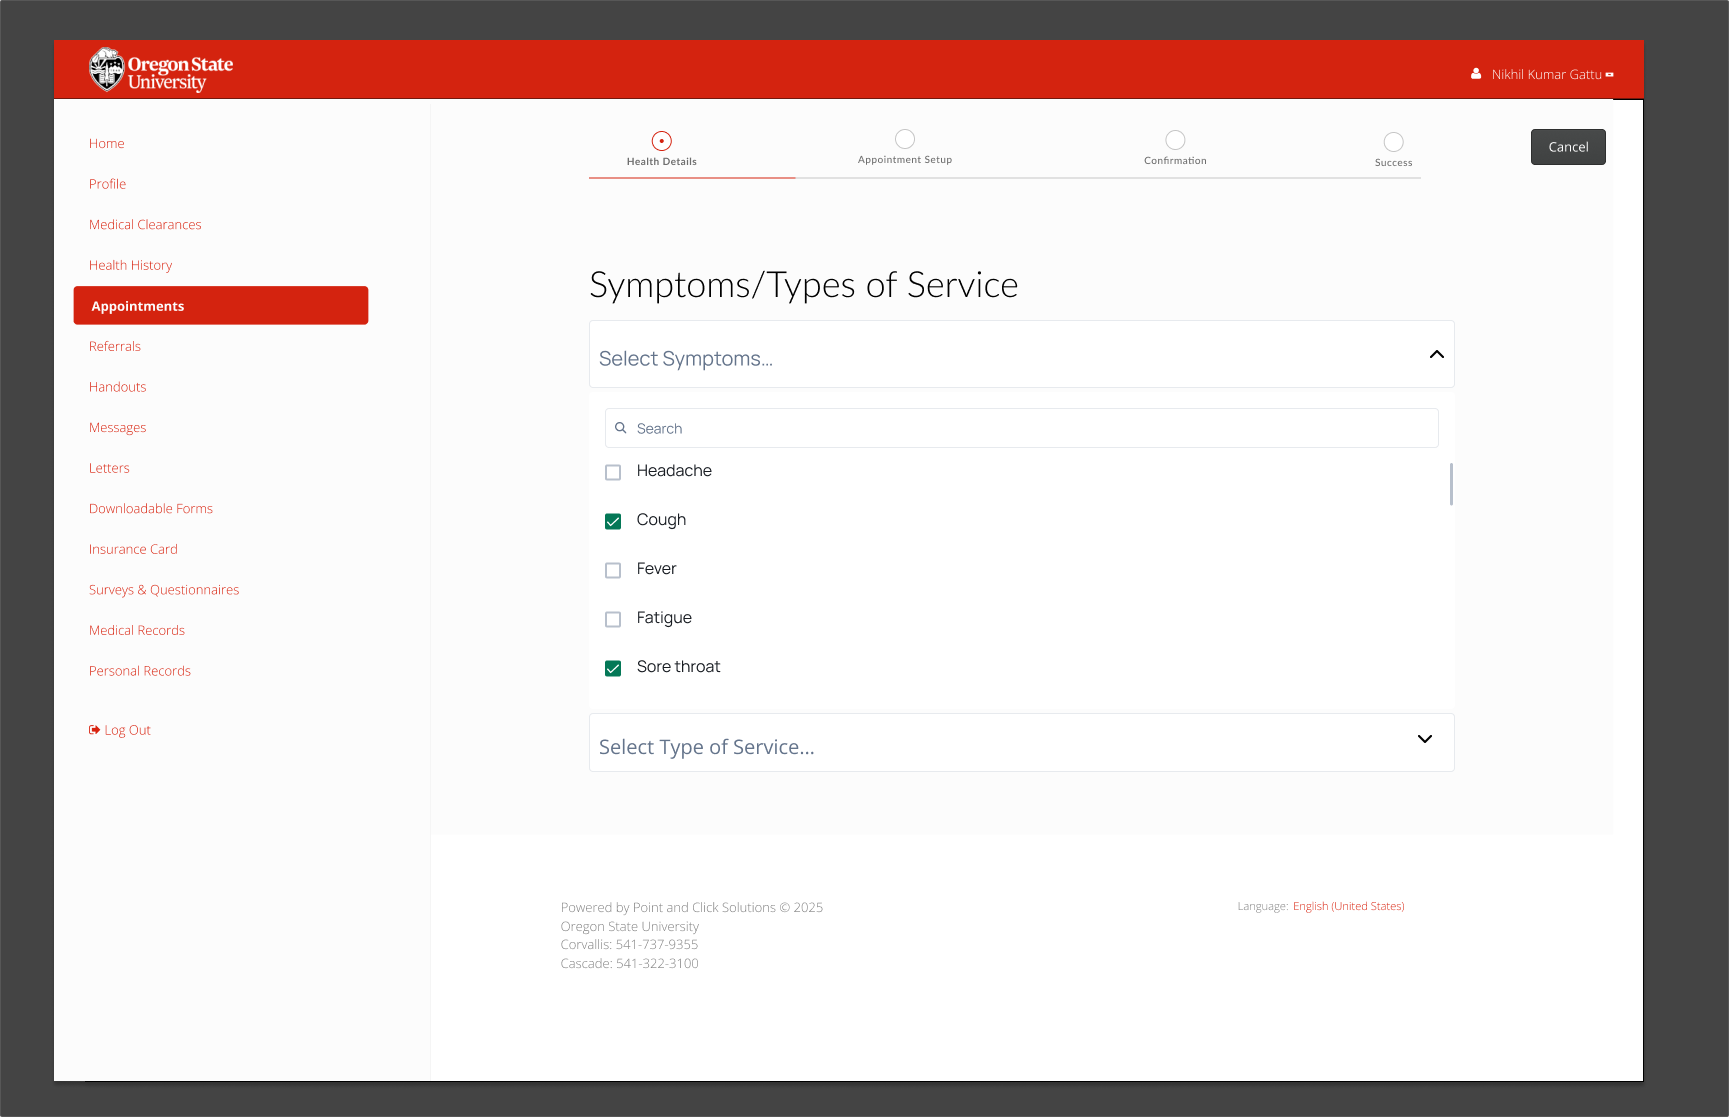 Oregon State
University
Nikhil Kumar Gattu
Home
Profile
Medical Clearances
Health History
Appointments
Referrals
Handouts
Messages
Letters
Downloadable Forms
Insurance Card
Surveys & Questionnaires
Medical Records
Personal Records
Log Out
Health Details
Appointment Setup
Confirmation
Success
Cancel
Symptoms/Types of Service
Select Symptoms...
Search
Headache
Cough
Fever
Fatigue
Sore throat
Select Type of Service...
Powered by Point and Click Solutions © 2025
Oregon State University
Corvallis: 541-737-9355
Cascade: 541-322-3100
Language: English (United States)